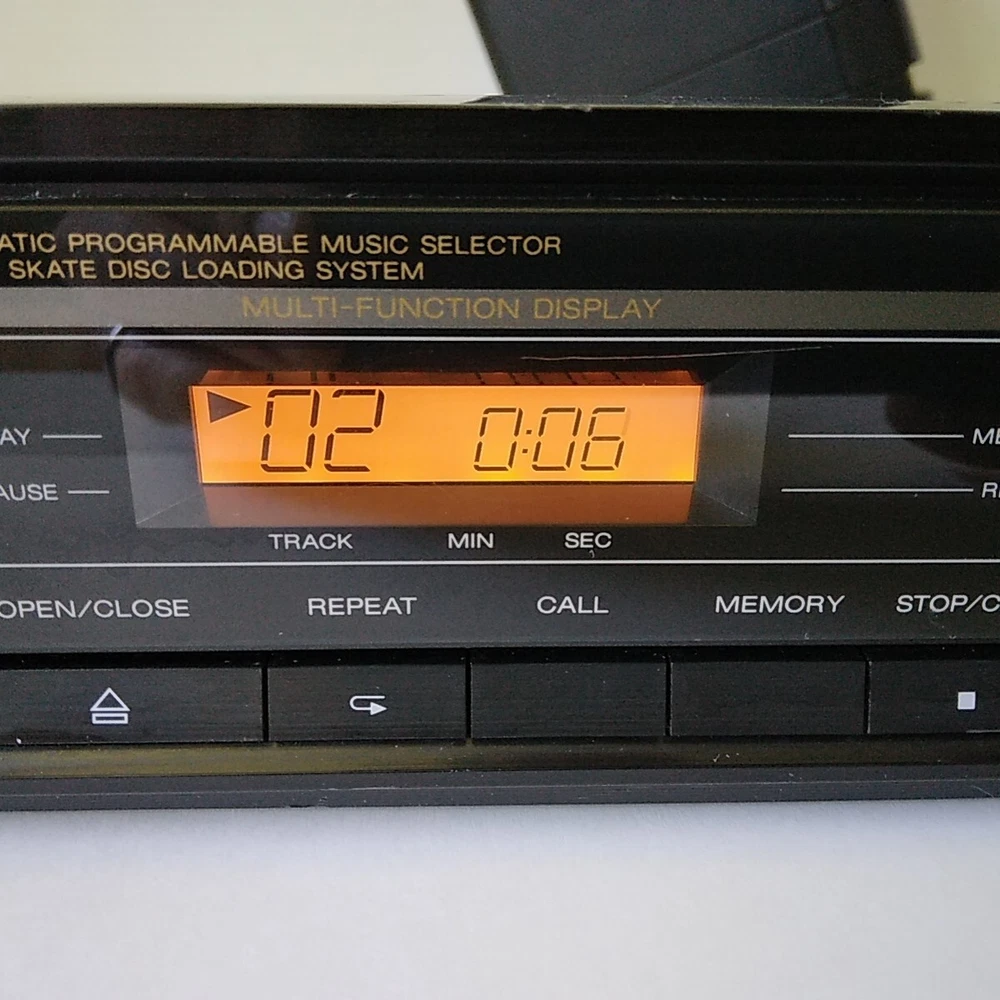 ATIC PROGRAMMABLE MUSIC SELECTOR
SKATE DISC LOADING SYSTEM
MULTI-FUNCTION DISPLAY
02 0:06
AY
ME
AUSE
R
TRACK MIN SEC
OPEN/CLOSE REPEAT CALL MEMORY STOP/C